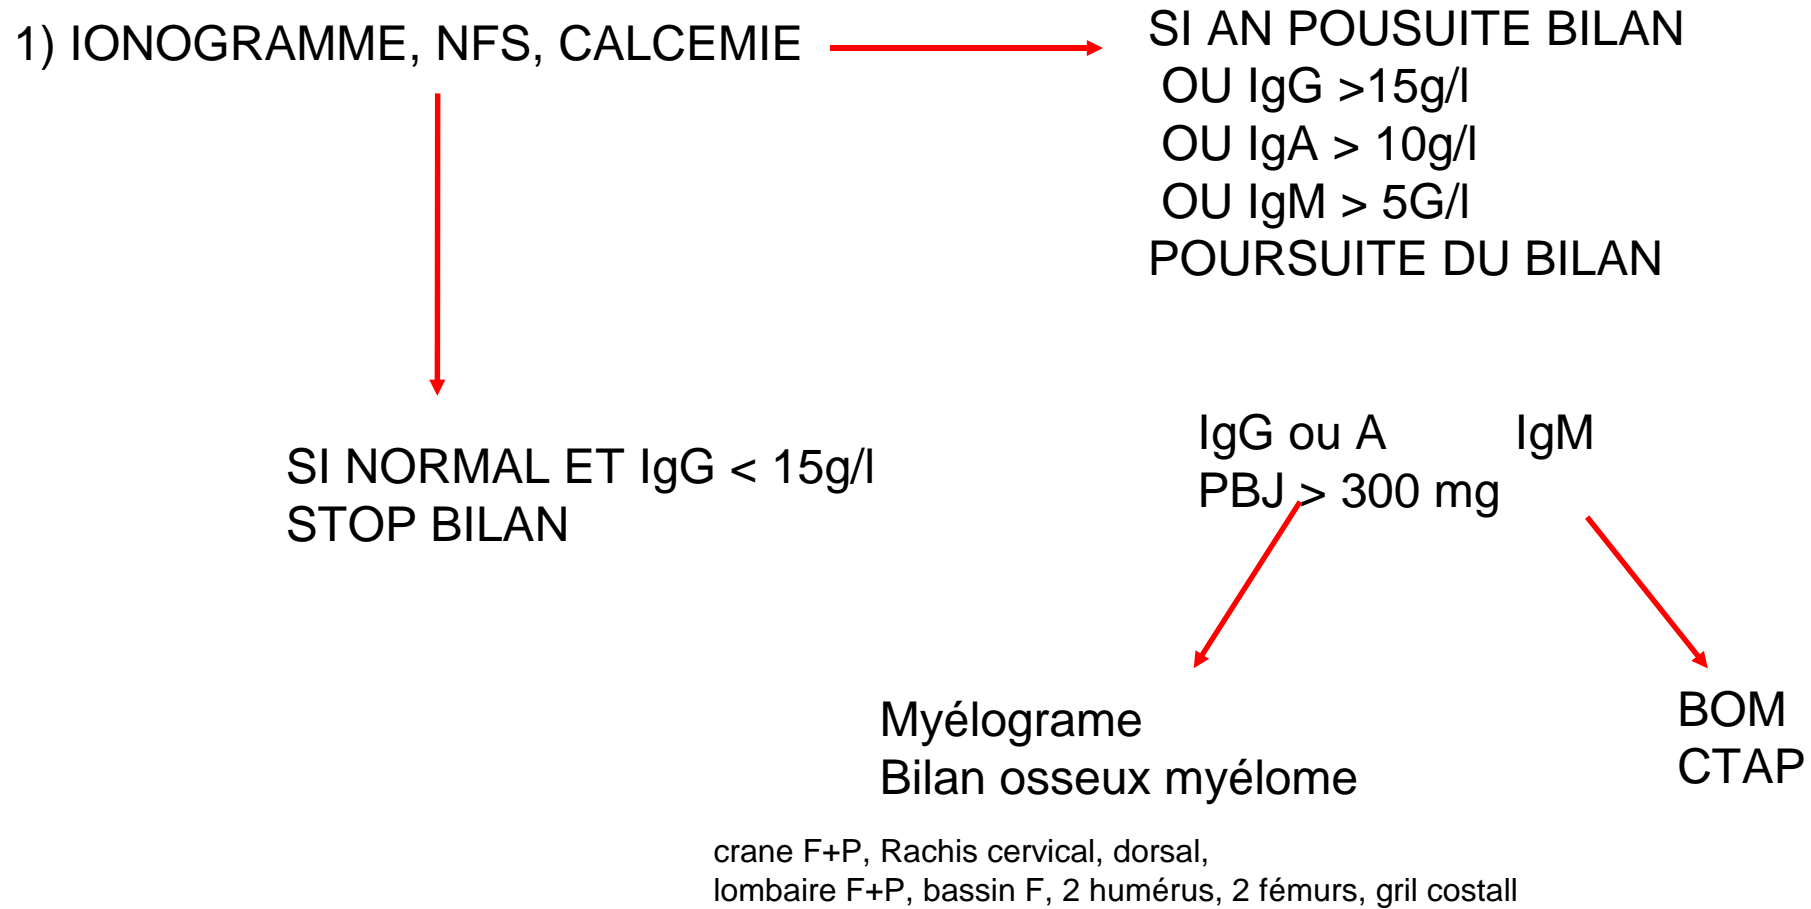 1) IONOGRAMME, NFS, CALCEMIE
SI AN POUSUITE BILAN
OU IgG >15g/l
OU IgA > 10g/l
OU IgM > 5G/l
POURSUITE DU BILAN
SI NORMAL ET IgG < 15g/l
STOP BILAN
IgG ou A IgM
PBJ > 300 mg
Myélograme
Bilan osseux myélome
BOM
CTAP
crane F+P, Rachis cervical, dorsal,
lombaire F+P, bassin F, 2 humérus, 2 fémurs, gril costall